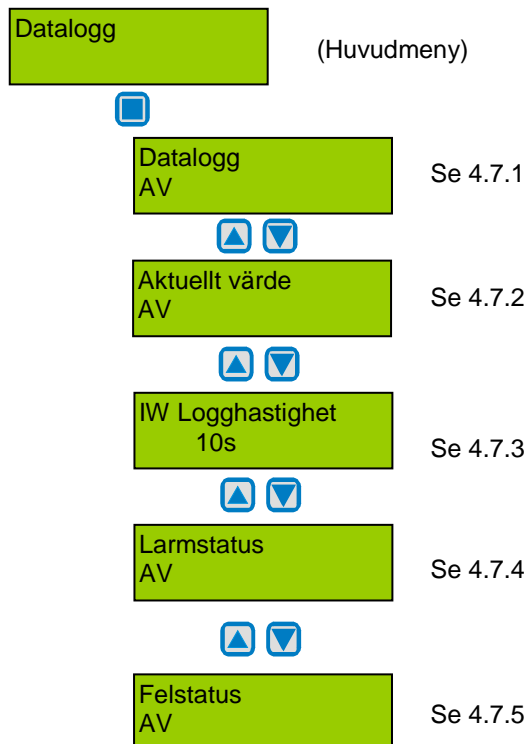 Datalogg
(Huvudmeny)
Datalogg
AV
Se 4.7.1
Aktuellt värde
AV
Se 4.7.2
IW Logghastighet
10s
Se 4.7.3
Larmstatus
AV
Se 4.7.4
Felstatus
AV
Se 4.7.5